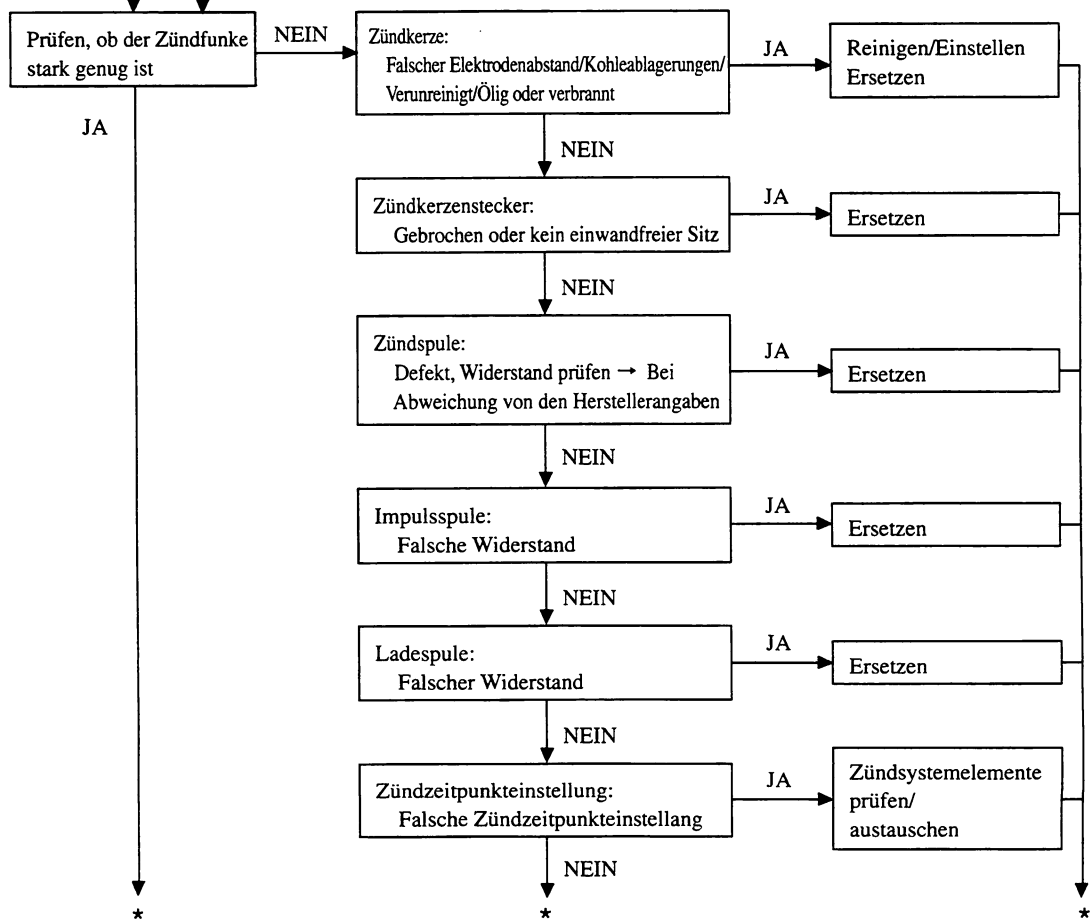 Prüfen, ob der Zündfunke
stark genug ist
NEIN
Zündkerze:
Falscher Elektrodenabstand/Kohleablagerungen/
Verunreinigt/Ölig oder verbrannt
JA
Reinigen/Einstellen
Ersetzen
JA
NEIN
Zündkerzenstecker:
Gebrochen oder kein einwandfreier Sitz
JA
Ersetzen
NEIN
Zündspule:
Defekt, Widerstand prüfen → Bei
Abweichung von den Herstellerangaben
JA
Ersetzen
NEIN
Impulsspule:
Falsche Widerstand
JA
Ersetzen
NEIN
Ladespule:
Falscher Widerstand
JA
Ersetzen
NEIN
Zündzeitpunkteinstellung:
Falsche Zündzeitpunkteinstellang
JA
Zündsystemelemente
prüfen/
austauschen
NEIN
* * *